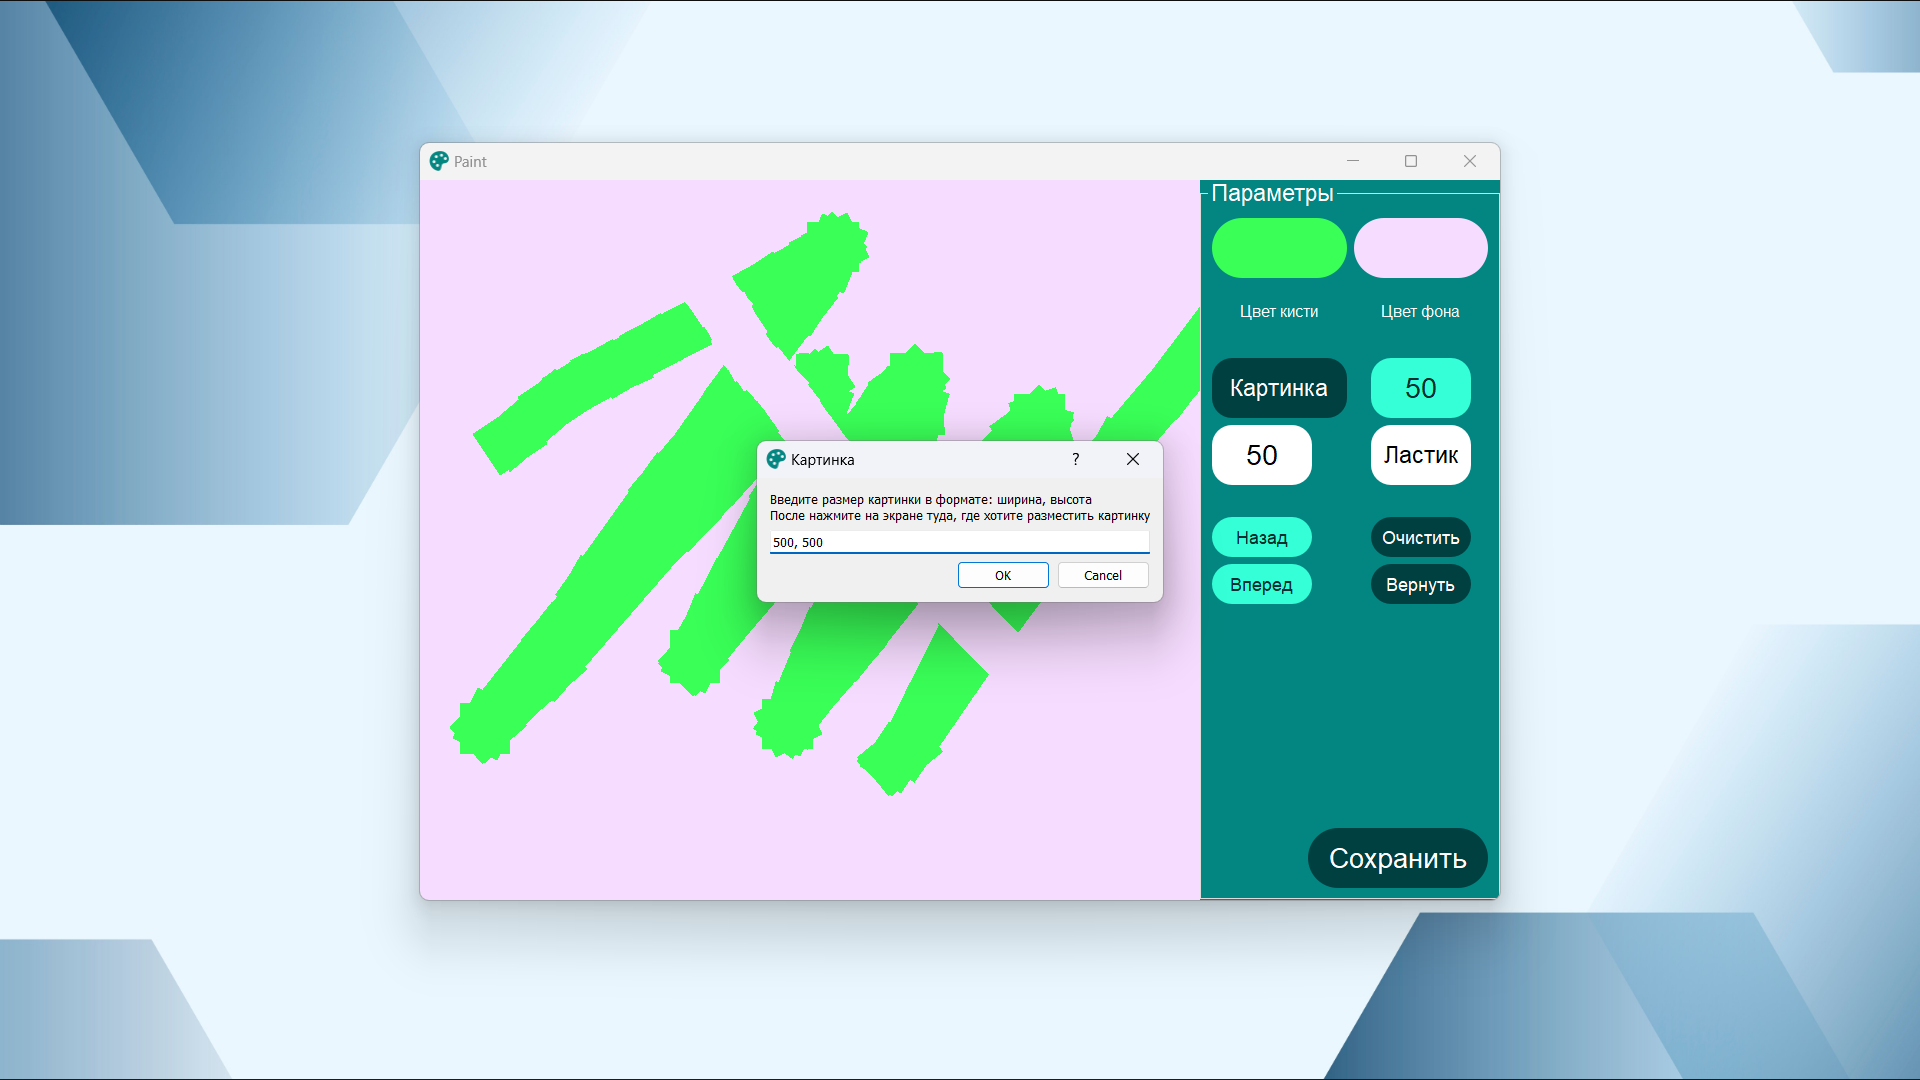 Paint
Параметры
Цвет кисти
Цвет фона
Картинка
50
50
Ластик
Назад
Очистить
Вперед
Вернуть
Сохранить
Картинка
?
Введите размер картинки в формате: ширина, высота
После нажмите на экране туда, где хотите разместить картинку
500, 500
OK
Cancel